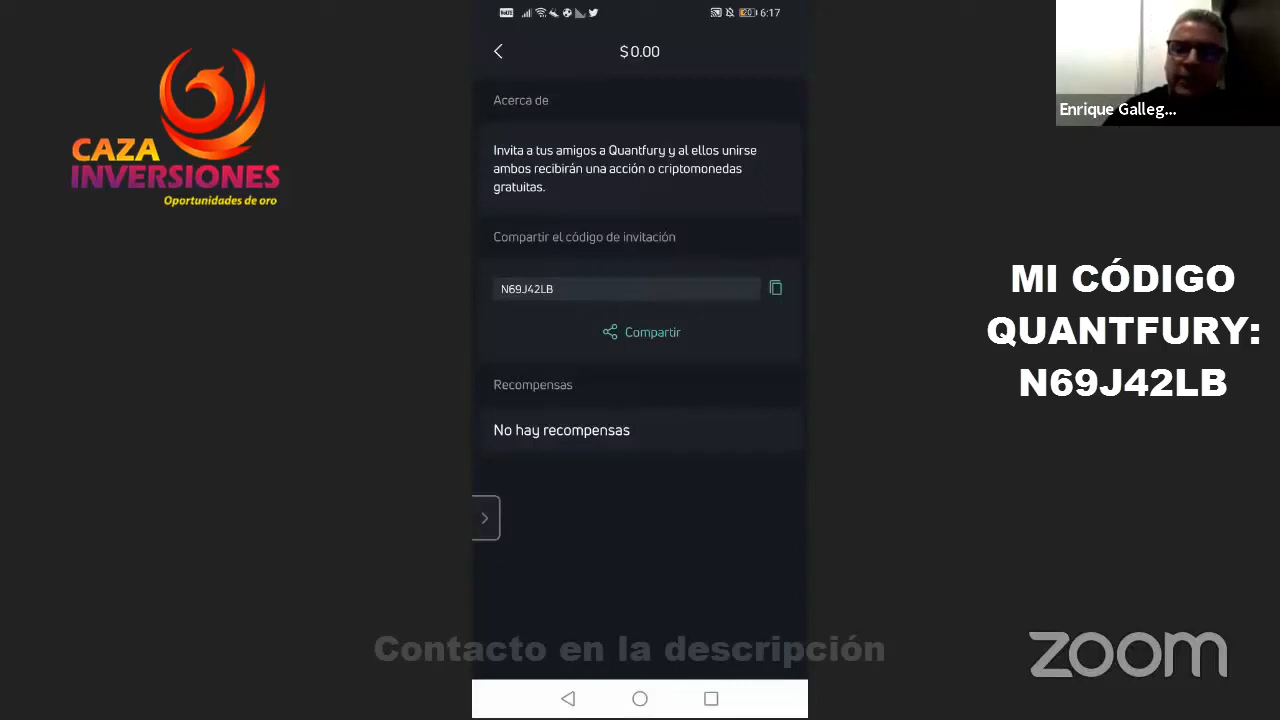 VoLTE
20
6:17
$0.00
Enrique Galleg...
CAZA
INVERSIONES
Oportunidades de oro
Acerca de
Invita a tus amigos a Quantfury y al ellos unirse
ambos recibirán una acción o criptomonedas
gratuitas.
Compartir el código de invitación
N69J42LB
Compartir
Recompensas
No hay recompensas
MI CÓDIGO
QUANTFURY:
N69J42LB
Contacto en la descripción
zoom